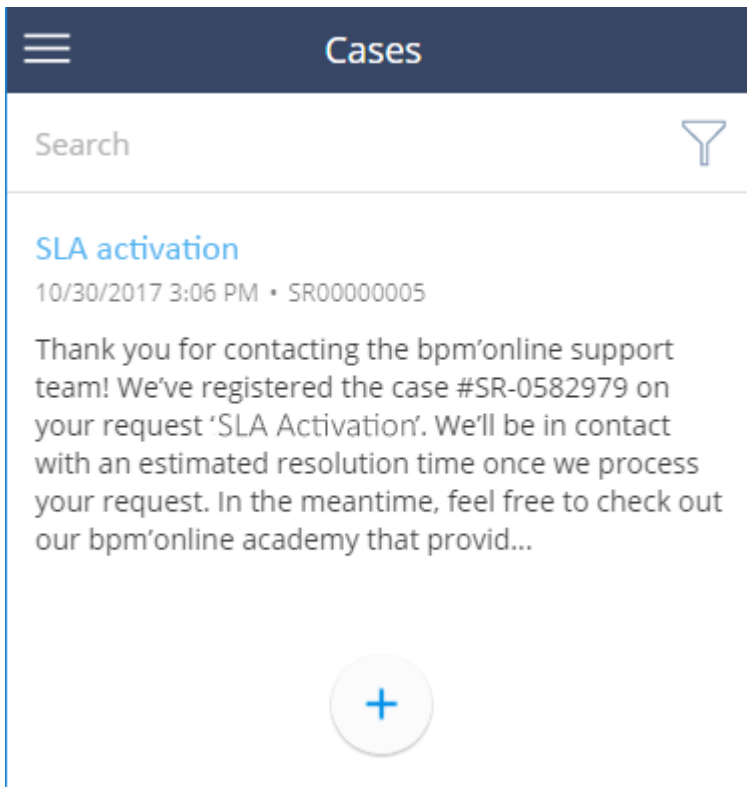 Cases
Search
SLA activation
10/30/2017 3:06 PM • SR00000005
Thank you for contacting the bpm’online support
team! We’ve registered the case #SR-0582979 on
your request ‘SLA Activation’. We’ll be in contact
with an estimated resolution time once we process
your request. In the meantime, feel free to check out
our bpm’online academy that provid...
+